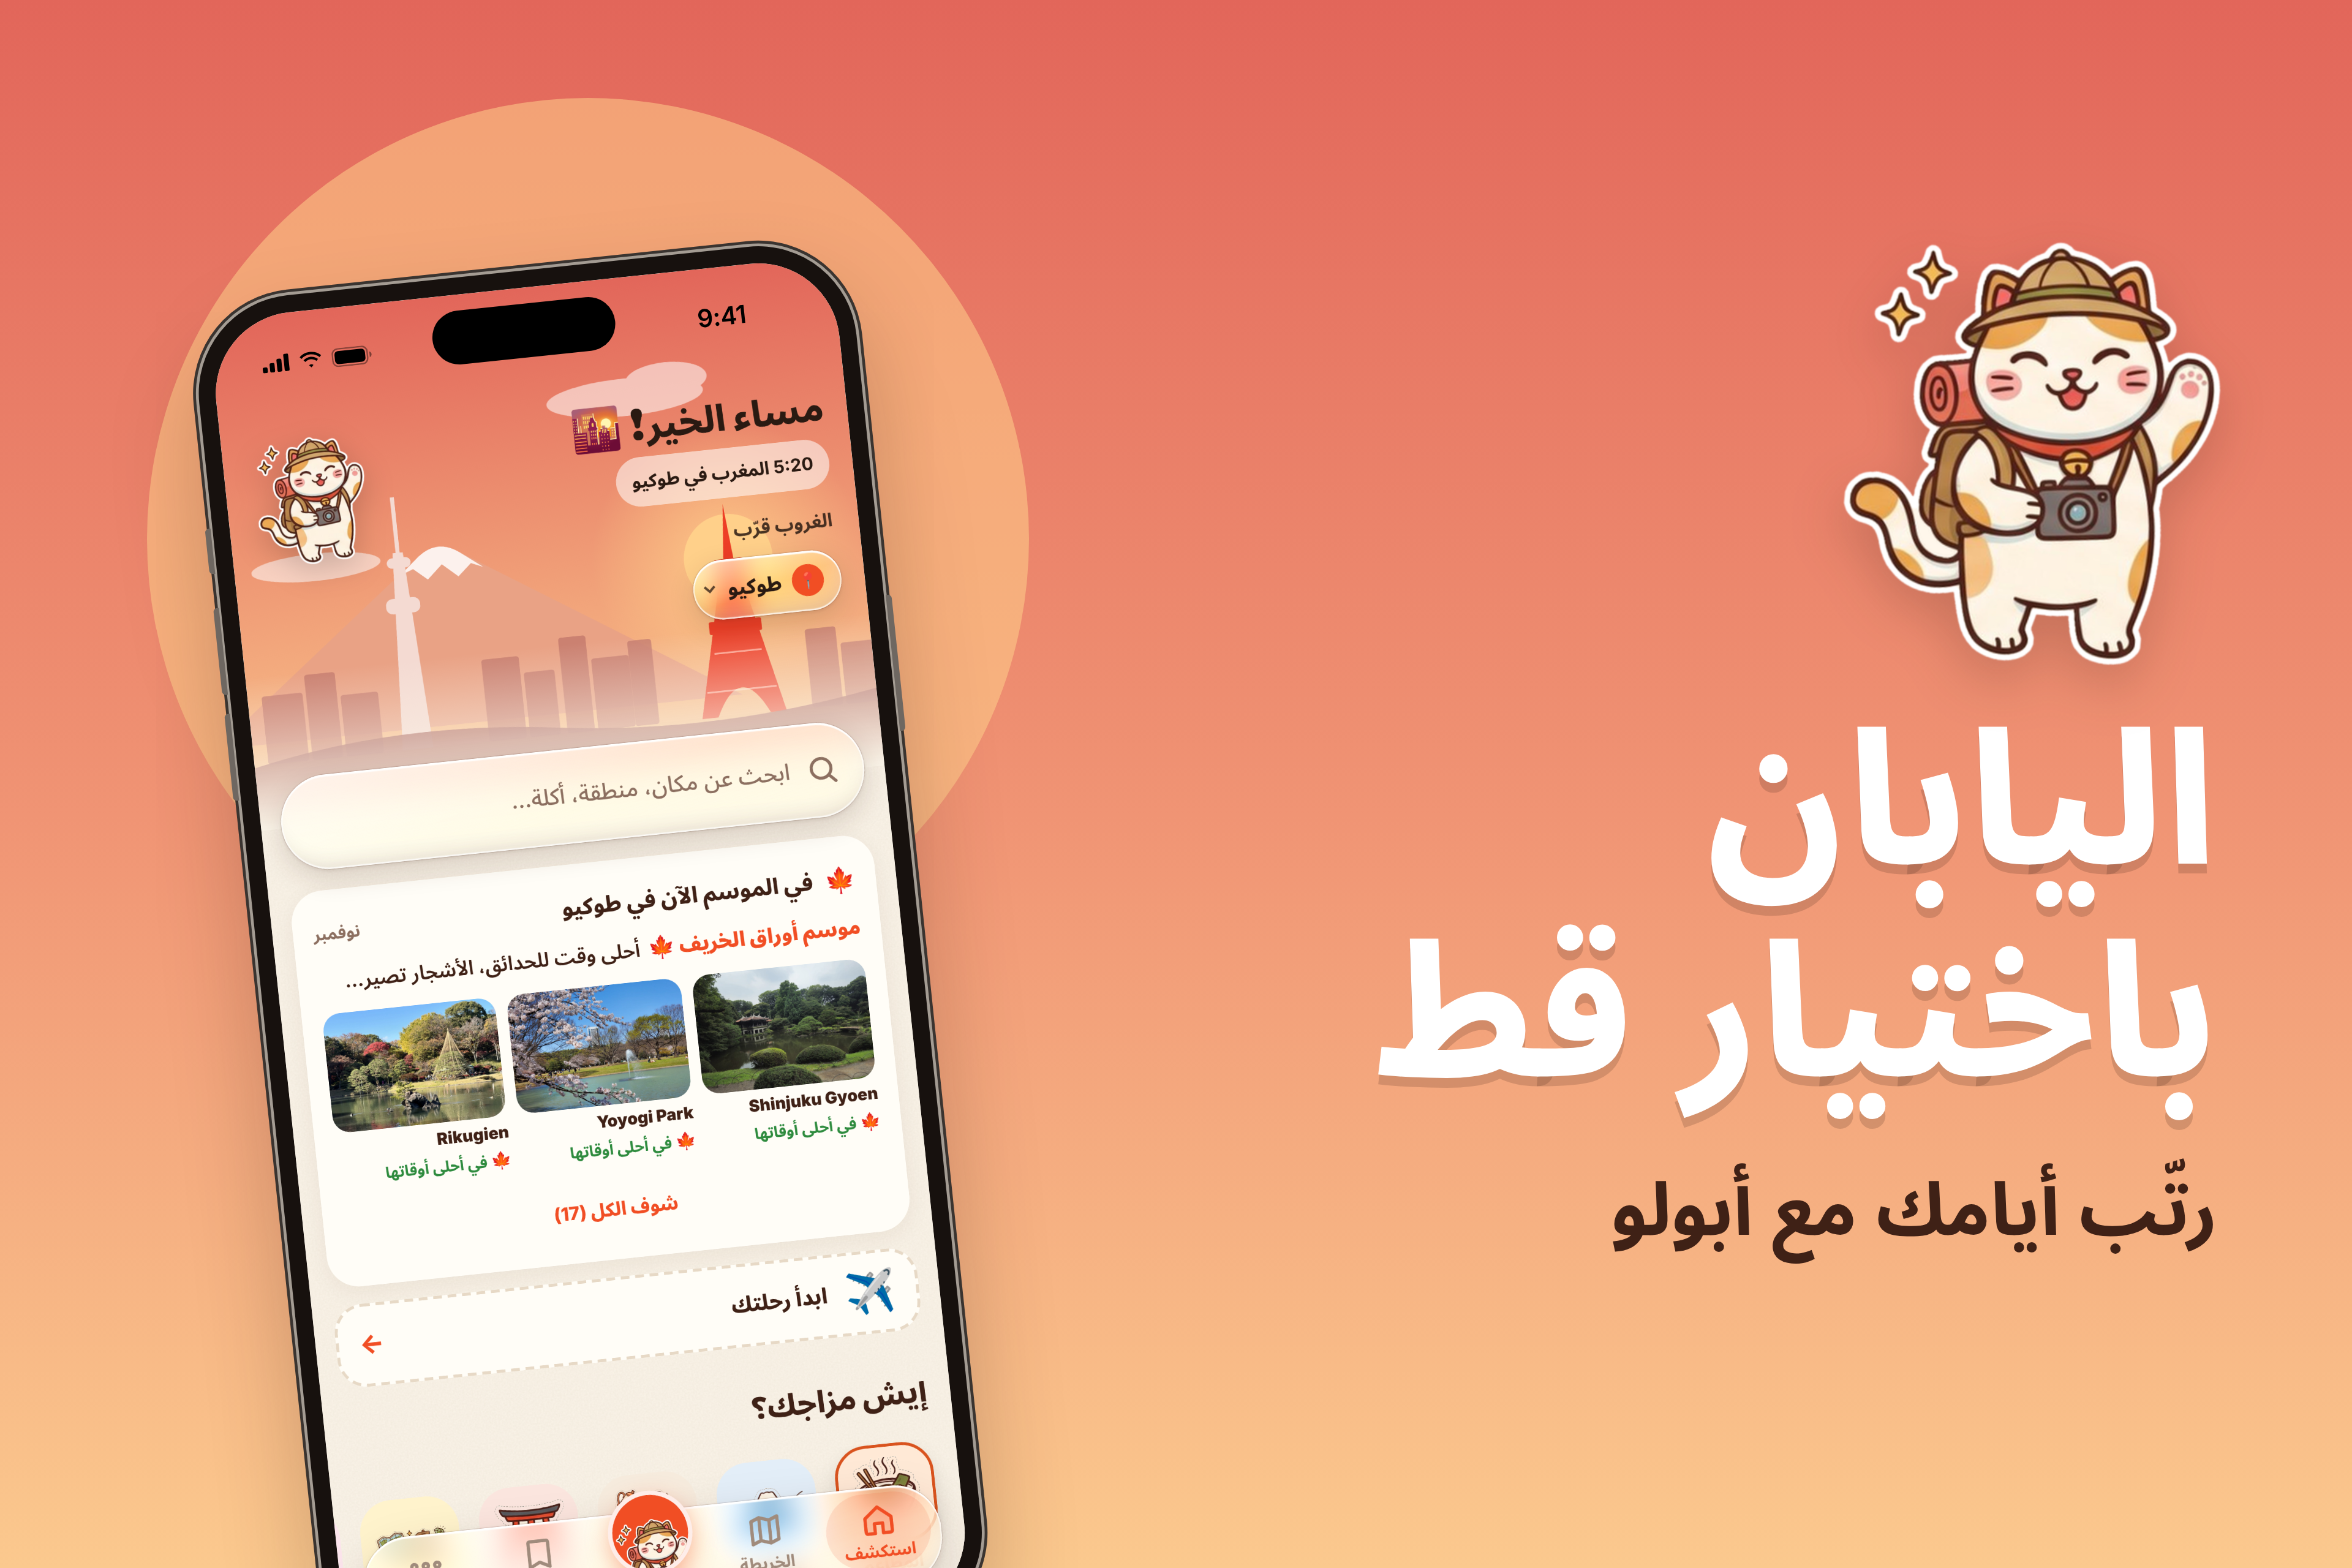 اليابان
باختيار قط
رتّب أيامك مع أبولو
9:41
مساء الخير! 🌇
5:20 المغرب في طوكيو
الغروب قرّب
طوكيو
ابحث عن مكان، منطقة، أكلة...
🍁 في الموسم الآن في طوكيو
نوفمبر
موسم أوراق الخريف 🍁 أحلى وقت للحدائق، الأشجار تصير...
Shinjuku Gyoen
🍁 في أحلى أوقاتها
Yoyogi Park
🍁 في أحلى أوقاتها
Rikugien
🍁 في أحلى أوقاتها
شوف الكل (17)
ابدأ رحلتك
إيش مزاجك؟
استكشف
الخريطة